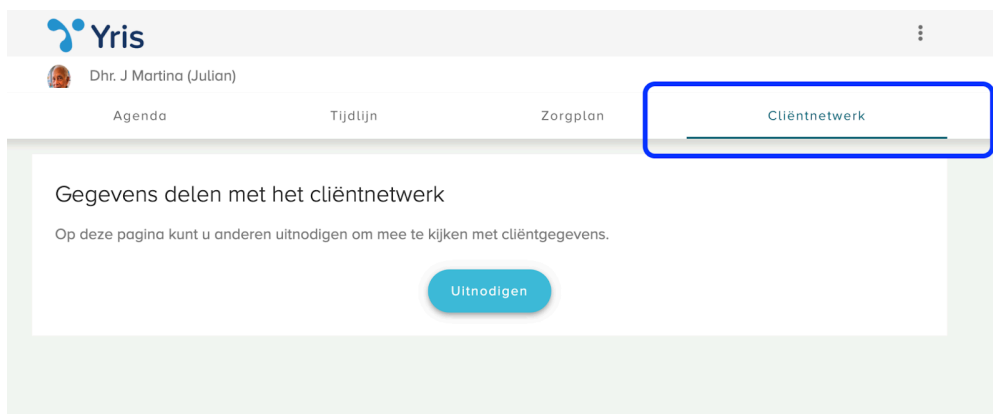 Yris
Dhr. J Martina (Julian)
Agenda Tijdlijn Zorgplan Cliëntnetwerk
Gegevens delen met het cliëntnetwerk
Op deze pagina kunt u anderen uitnodigen om mee te kijken met cliëntgegevens.
Uitnodigen